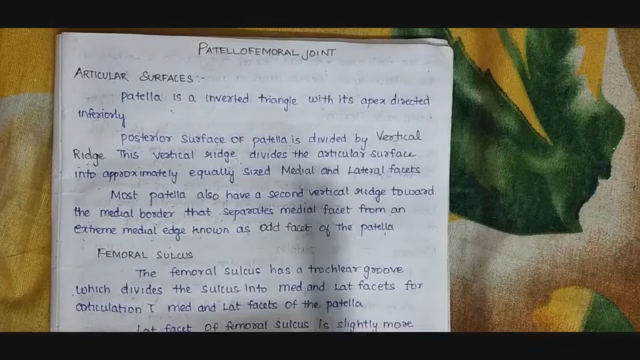 PATELLOFEMORAL JOINT
ARTICULAR SURFACES :-
Patella is a inverted triangle with its apex directed
inferiorly
Posterior surface of patella is divided by Vertical
Ridge This vertical ridge divides the articular surface
into approximately equally sized Medial and Lateral facets
Most patella also have a second vertical ridge toward
the medial border that separates medial facet from an
extreme medial edge known as odd facet of the patella
FEMORAL SULCUS
The femoral sulcus has a trochlear groove
which divides the sulcus into med and Lat facets for
articulation c̄ med and Lat facets of the patella
Lat facet of femoral sulcus is slightly more